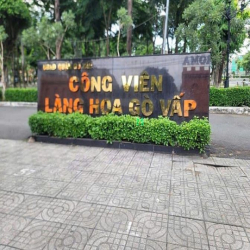 CÔNG VIÊN
LÀNG HOA GÒ VẤP